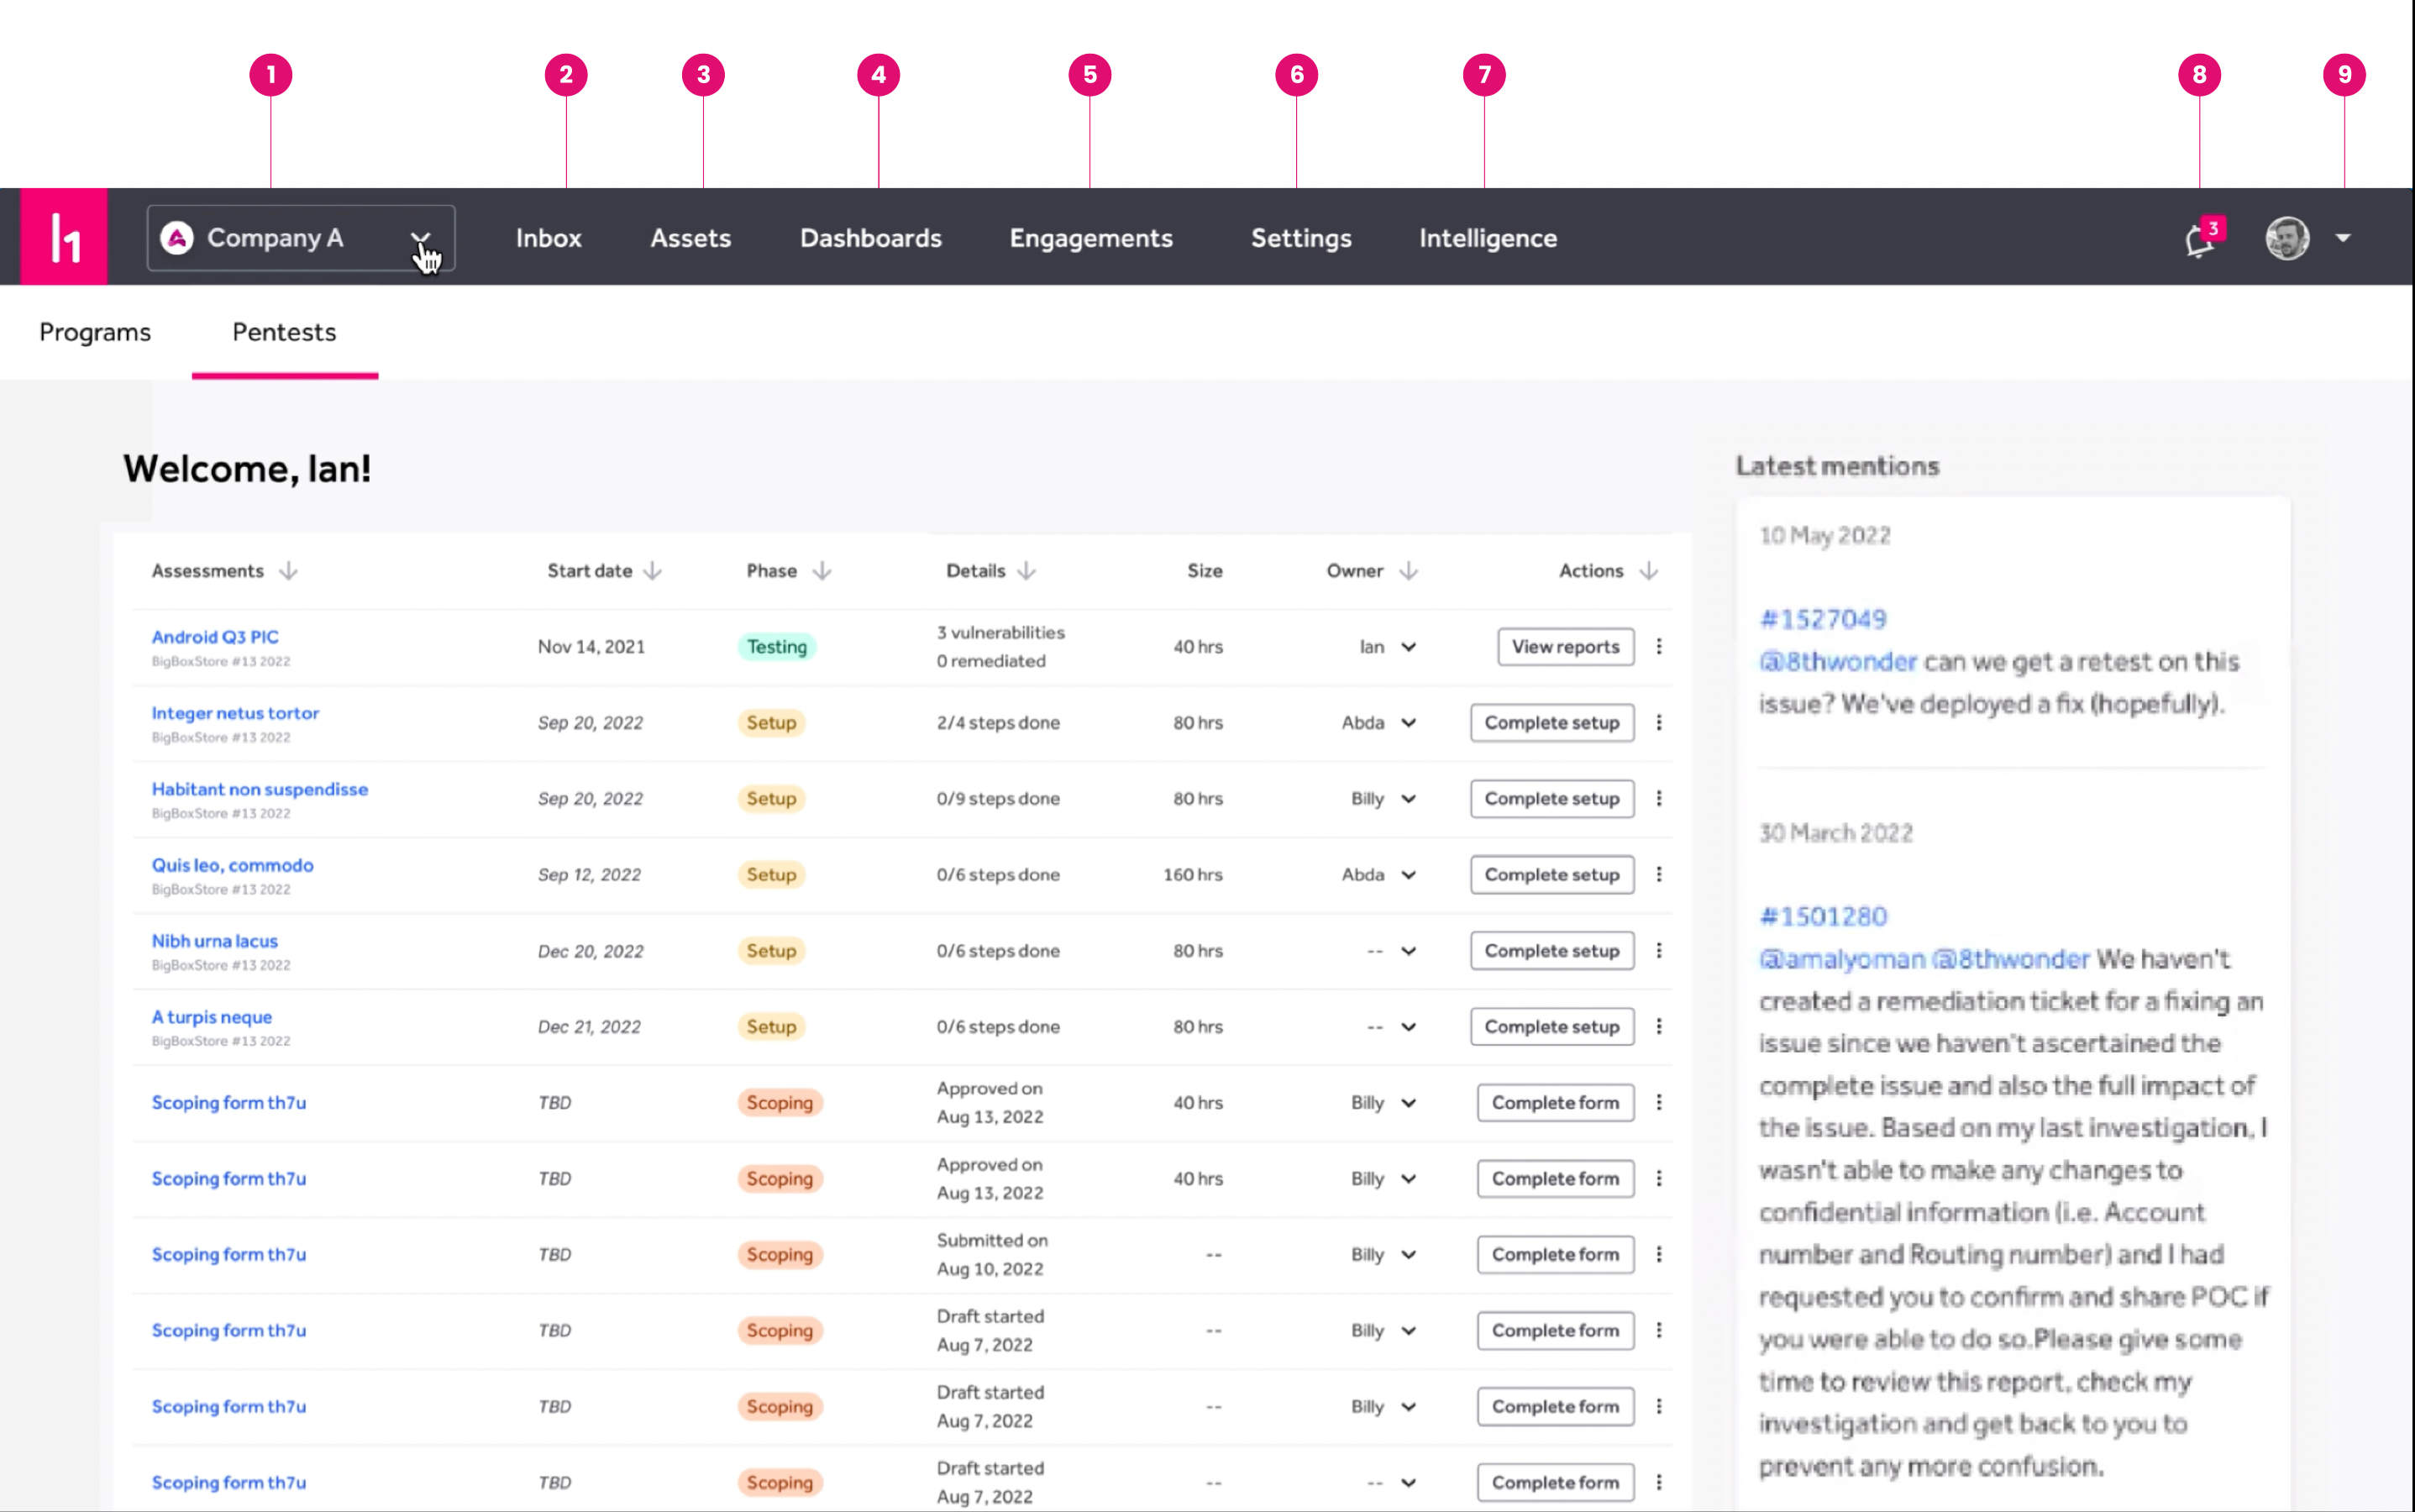 1 2 3 4 5 6 7 8 9
h1 Company A Inbox Assets Dashboards Engagements Settings Intelligence 3
Programs Pentests
Welcome, Ian!
Assessments Start date Phase Details Size Owner Actions
Android Q3 PIC
BigBoxStore #13 2022
Nov 14, 2021 Testing
3 vulnerabilities
0 remediated
40 hrs Ian View reports
Integer netus tortor
BigBoxStore #13 2022
Sep 20, 2022 Setup 2/4 steps done 80 hrs Abda Complete setup
Habitant non suspendisse
BigBoxStore #13 2022
Sep 20, 2022 Setup 0/9 steps done 80 hrs Billy Complete setup
Quis leo, commodo
BigBoxStore #13 2022
Sep 12, 2022 Setup 0/6 steps done 160 hrs Abda Complete setup
Nibh urna lacus
BigBoxStore #13 2022
Dec 20, 2022 Setup 0/6 steps done 80 hrs -- Complete setup
A turpis neque
BigBoxStore #13 2022
Dec 21, 2022 Setup 0/6 steps done 80 hrs -- Complete setup
Scoping form th7u TBD Scoping
Approved on
Aug 13, 2022
40 hrs Billy Complete form
Scoping form th7u TBD Scoping
Approved on
Aug 13, 2022
40 hrs Billy Complete form
Scoping form th7u TBD Scoping
Submitted on
Aug 10, 2022
-- Billy Complete form
Scoping form th7u TBD Scoping
Draft started
Aug 7, 2022
-- Billy Complete form
Scoping form th7u TBD Scoping
Draft started
Aug 7, 2022
-- Billy Complete form
Scoping form th7u TBD Scoping
Draft started
Aug 7, 2022
-- -- Complete form
Latest mentions
10 May 2022
#1527049
@8thwonder can we get a retest on this
issue? We've deployed a fix (hopefully).
30 March 2022
#1501280
@amalyoman @8thwonder We haven't
created a remediation ticket for a fixing an
issue since we haven't ascertained the
complete issue and also the full impact of
the issue. Based on my last investigation, I
wasn't able to make any changes to
confidential information (i.e. Account
number and Routing number) and I had
requested you to confirm and share POC if
you were able to do so.Please give some
time to review this report, check my
investigation and get back to you to
prevent any more confusion.